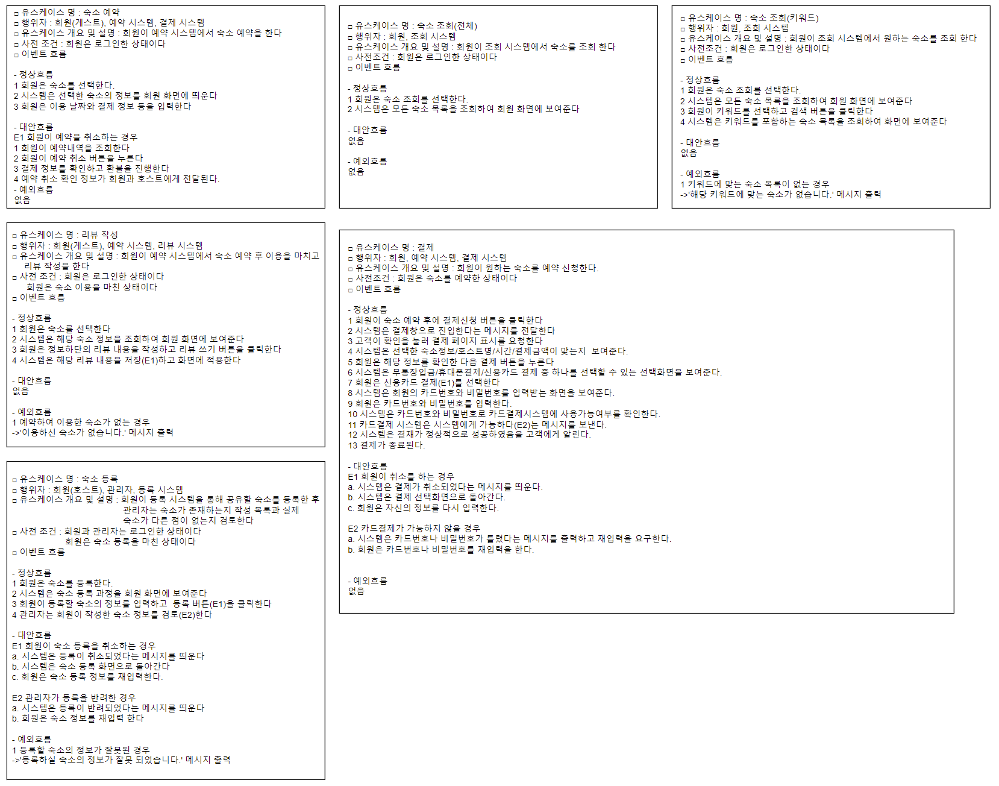 □ 유스케이스 명 : 숙소 예약
□ 행위자 : 회원(게스트), 예약 시스템, 결제 시스템
□ 유스케이스 개요 및 설명 : 회원이 예약 시스템에서 숙소 예약을 한다
□ 사전 조건 : 회원은 로그인한 상태이다
□ 이벤트 흐름
- 정상흐름
1 회원은 숙소를 선택한다.
2 시스템은 선택한 숙소의 정보를 회원 화면에 띄운다
3 회원은 이용 날짜와 결제 정보 등을 입력한다
- 대안흐름
E1 회원이 예약을 취소하는 경우
1 회원이 예약내역을 조회한다
2 회원이 예약 취소 버튼을 누른다
3 결제 정보를 확인하고 환불을 진행한다
4 예약 취소 확인 정보가 회원과 호스트에게 전달된다.
- 예외흐름
없음
□ 유스케이스 명 : 숙소 조회(전체)
□ 행위자 : 회원, 조회 시스템
□ 유스케이스 개요 및 설명 : 회원이 조회 시스템에서 숙소를 조회 한다
□ 사전조건 : 회원은 로그인한 상태이다
□ 이벤트 흐름
- 정상흐름
1 회원은 숙소 조회를 선택한다.
2 시스템은 모든 숙소 목록을 조회하여 회원 화면에 보여준다
- 대안흐름
없음
- 예외흐름
없음
□ 유스케이스 명 : 숙소 조회(키워드)
□ 행위자 : 회원, 조회 시스템
□ 유스케이스 개요 및 설명 : 회원이 조회 시스템에서 원하는 숙소를 조회 한다
□ 사전조건 : 회원은 로그인한 상태이다
□ 이벤트 흐름
- 정상흐름
1 회원은 숙소 조회를 선택한다.
2 시스템은 모든 숙소 목록을 조회하여 회원 화면에 보여준다
3 회원이 키워드를 선택하고 검색 버튼을 클릭한다
4 시스템은 키워드를 포함하는 숙소 목록을 조회하여 화면에 보여준다
- 대안흐름
없음
- 예외흐름
1 키워드에 맞는 숙소 목록이 없는 경우
->'해당 키워드에 맞는 숙소가 없습니다.' 메시지 출력
□ 유스케이스 명 : 리뷰 작성
□ 행위자 : 회원(게스트), 예약 시스템, 리뷰 시스템
□ 유스케이스 개요 및 설명 : 회원이 예약 시스템에서 숙소 예약 후 이용을 마치고
리뷰 작성을 한다
□ 사전 조건 : 회원은 로그인한 상태이다
회원은 숙소 이용을 마친 상태이다
□ 이벤트 흐름
- 정상흐름
1 회원은 숙소를 선택한다
2 시스템은 해당 숙소 정보을 조회하여 회원 화면에 보여준다
3 회원은 정보하단의 리뷰 내용을 작성하고 리뷰 쓰기 버튼을 클릭한다
4 시스템은 해당 리뷰 내용을 저장(E1)하고 화면에 적용한다
- 대안흐름
없음
- 예외흐름
1 예약하여 이용한 숙소가 없는 경우
->'이용하신 숙소가 없습니다.' 메시지 출력
□ 유스케이스 명 : 결제
□ 행위자 : 회원, 예약 시스템, 결제 시스템
□ 유스케이스 개요 및 설명 : 회원이 원하는 숙소를 예약 신청한다.
□ 사전조건 : 회원은 숙소를 예약한 상태이다
□ 이벤트 흐름
- 정상흐름
1 회원이 숙소 예약 후에 결제신청 버튼을 클릭한다
2 시스템은 결제창으로 진입한다는 메시지를 전달한다
3 고객이 확인을 눌러 결제 페이지 표시를 요청한다
4 시스템은 선택한 숙소정보/호스트명/시간/결제금액이 맞는지 보여준다.
5 회원은 해당 정보를 확인한 다음 결제 버튼을 누른다
6 시스템은 무통장입금/휴대폰결제/신용카드 결제 중 하나를 선택할 수 있는 선택화면을 보여준다.
7 회원은 신용카드 결제(E1)를 선택한다
8 시스템은 회원의 카드번호와 비밀번호를 입력받는 화면을 보여준다.
9 회원은 카드번호와 비밀번호를 입력한다.
10 시스템은 카드번호와 비밀번호로 카드결제시스템에 사용가능여부를 확인한다.
11 카드결제 시스템은 시스템에게 가능하다(E2)는 메시지를 보낸다.
12 시스템은 결재가 정상적으로 성공하였음을 고객에게 알린다.
13 결제가 종료된다.
- 대안흐름
E1 회원이 취소를 하는 경우
a. 시스템은 결제가 취소되었다는 메시지를 띄운다.
b. 시스템은 결제 선택화면으로 돌아간다.
c. 회원은 자신의 정보를 다시 입력한다.
E2 카드결제가 가능하지 않을 경우
a. 시스템은 카드번호나 비밀번호가 틀렸다는 메시지를 출력하고 재입력을 요구한다.
b. 회원은 카드번호나 비밀번호를 재입력을 한다.
- 예외흐름
없음
□ 유스케이스 명 : 숙소 등록
□ 행위자 : 회원(호스트), 관리자, 등록 시스템
□ 유스케이스 개요 및 설명 : 회원이 등록 시스템을 통해 공유할 숙소를 등록한 후
관리자는 숙소가 존재하는지 작성 목록과 실제
숙소가 다른 점이 없는지 검토한다
□ 사전 조건 : 회원과 관리자는 로그인한 상태이다
회원은 숙소 등록을 마친 상태이다
□ 이벤트 흐름
- 정상흐름
1 회원은 숙소를 등록한다.
2 시스템은 숙소 등록 과정을 회원 화면에 보여준다
3 회원이 등록할 숙소의 정보를 입력하고 등록 버튼(E1)을 클릭한다
4 관리자는 회원이 작성한 숙소 정보를 검토(E2)한다
- 대안흐름
E1 회원이 숙소 등록을 취소하는 경우
a. 시스템은 등록이 취소되었다는 메시지를 띄운다
b. 시스템은 숙소 등록 화면으로 돌아간다
c. 회원은 숙소 등록 정보를 재입력한다.
E2 관리자가 등록을 반려한 경우
a. 시스템은 등록이 반려되었다는 메시지를 띄운다
b. 회원은 숙소 정보를 재입력 한다
- 예외흐름
1 등록할 숙소의 정보가 잘못된 경우
->'등록하실 숙소의 정보가 잘못 되었습니다.' 메시지 출력